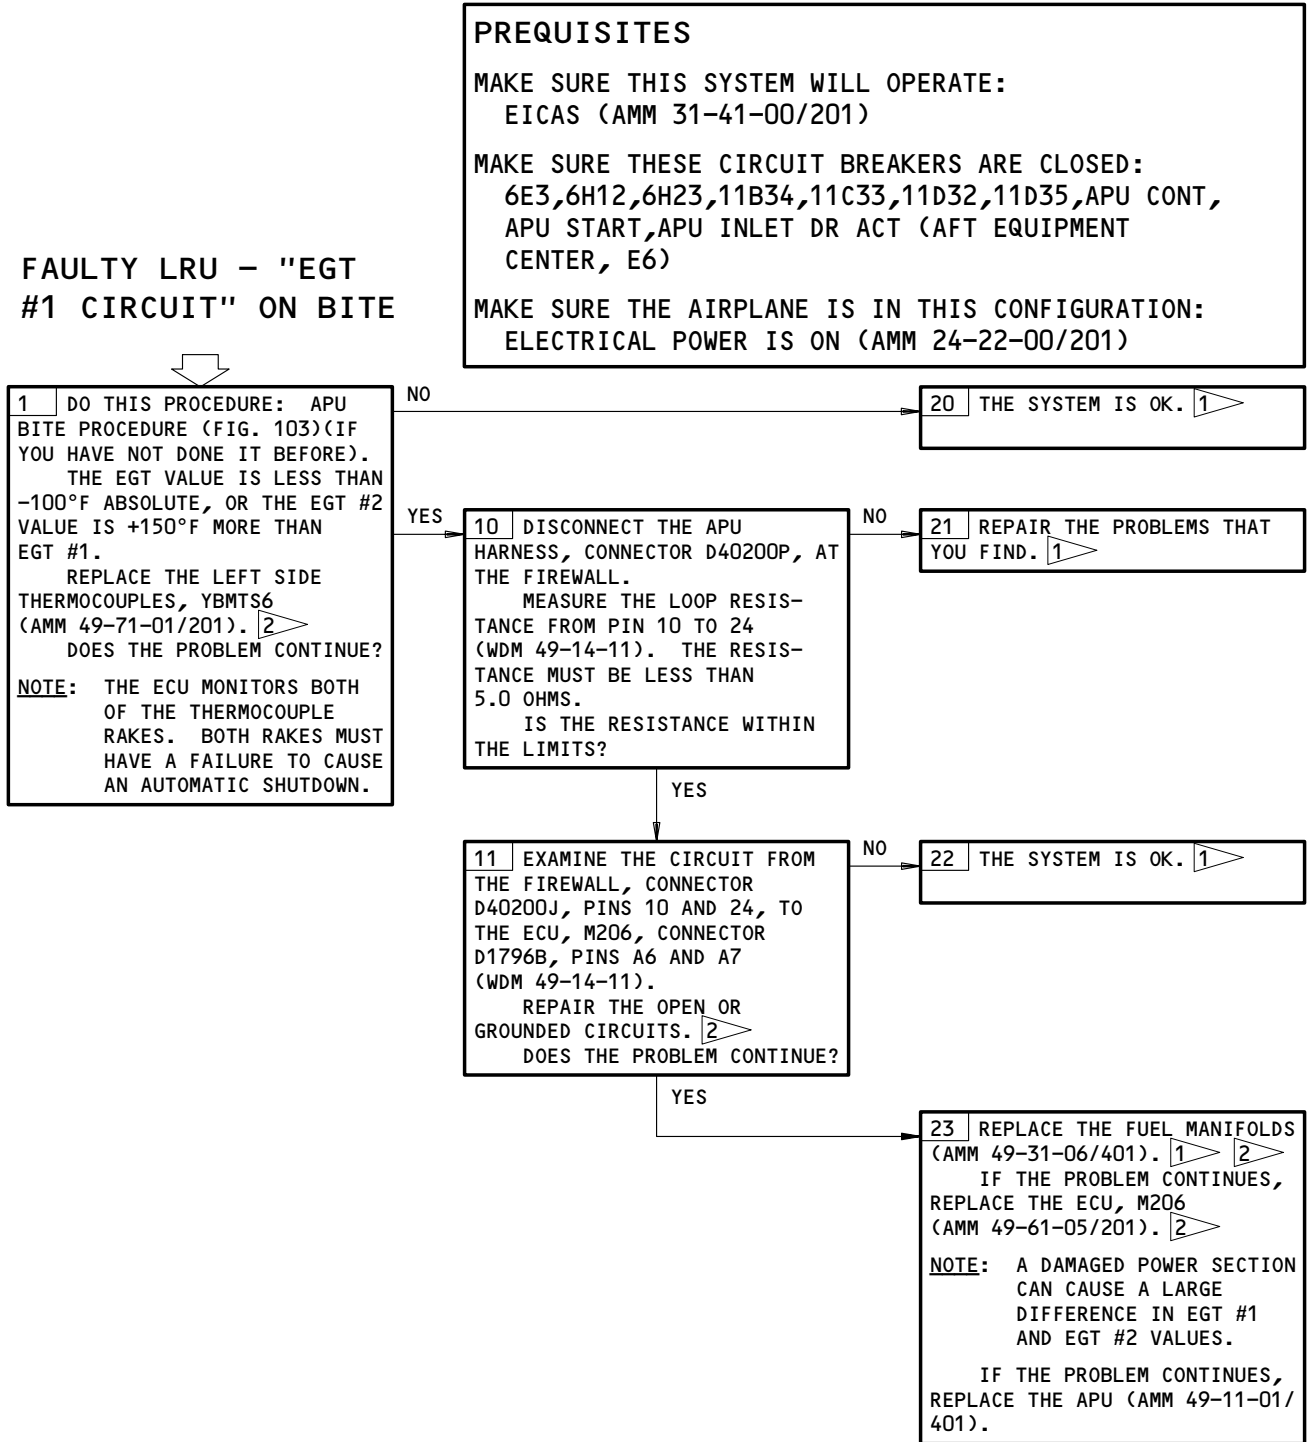 PREQUISITES
MAKE SURE THIS SYSTEM WILL OPERATE:
EICAS (AMM 31-41-00/201)
MAKE SURE THESE CIRCUIT BREAKERS ARE CLOSED:
6E3,6H12,6H23,11B34,11C33,11D32,11D35,APU CONT,
APU START,APU INLET DR ACT (AFT EQUIPMENT
CENTER, E6)
MAKE SURE THE AIRPLANE IS IN THIS CONFIGURATION:
ELECTRICAL POWER IS ON (AMM 24-22-00/201)
FAULTY LRU - "EGT
#1 CIRCUIT" ON BITE
1 DO THIS PROCEDURE: APU
BITE PROCEDURE (FIG. 103)(IF
YOU HAVE NOT DONE IT BEFORE).
THE EGT VALUE IS LESS THAN
-100°F ABSOLUTE, OR THE EGT #2
VALUE IS +150°F MORE THAN
EGT #1.
REPLACE THE LEFT SIDE
THERMOCOUPLES, YBMTS6
(AMM 49-71-01/201). 2
DOES THE PROBLEM CONTINUE?
NOTE: THE ECU MONITORS BOTH
OF THE THERMOCOUPLE
RAKES. BOTH RAKES MUST
HAVE A FAILURE TO CAUSE
AN AUTOMATIC SHUTDOWN.
NO
20 THE SYSTEM IS OK. 1
YES
10 DISCONNECT THE APU
HARNESS, CONNECTOR D40200P, AT
THE FIREWALL.
MEASURE THE LOOP RESIS-
TANCE FROM PIN 10 TO 24
(WDM 49-14-11). THE RESIS-
TANCE MUST BE LESS THAN
5.0 OHMS.
IS THE RESISTANCE WITHIN
THE LIMITS?
NO
21 REPAIR THE PROBLEMS THAT
YOU FIND. 1
YES
11 EXAMINE THE CIRCUIT FROM
THE FIREWALL, CONNECTOR
D40200J, PINS 10 AND 24, TO
THE ECU, M206, CONNECTOR
D1796B, PINS A6 AND A7
(WDM 49-14-11).
REPAIR THE OPEN OR
GROUNDED CIRCUITS. 2
DOES THE PROBLEM CONTINUE?
NO
22 THE SYSTEM IS OK. 1
YES
23 REPLACE THE FUEL MANIFOLDS
(AMM 49-31-06/401). 1 2
IF THE PROBLEM CONTINUES,
REPLACE THE ECU, M206
(AMM 49-61-05/201). 2
NOTE: A DAMAGED POWER SECTION
CAN CAUSE A LARGE
DIFFERENCE IN EGT #1
AND EGT #2 VALUES.
IF THE PROBLEM CONTINUES,
REPLACE THE APU (AMM 49-11-01/
401).